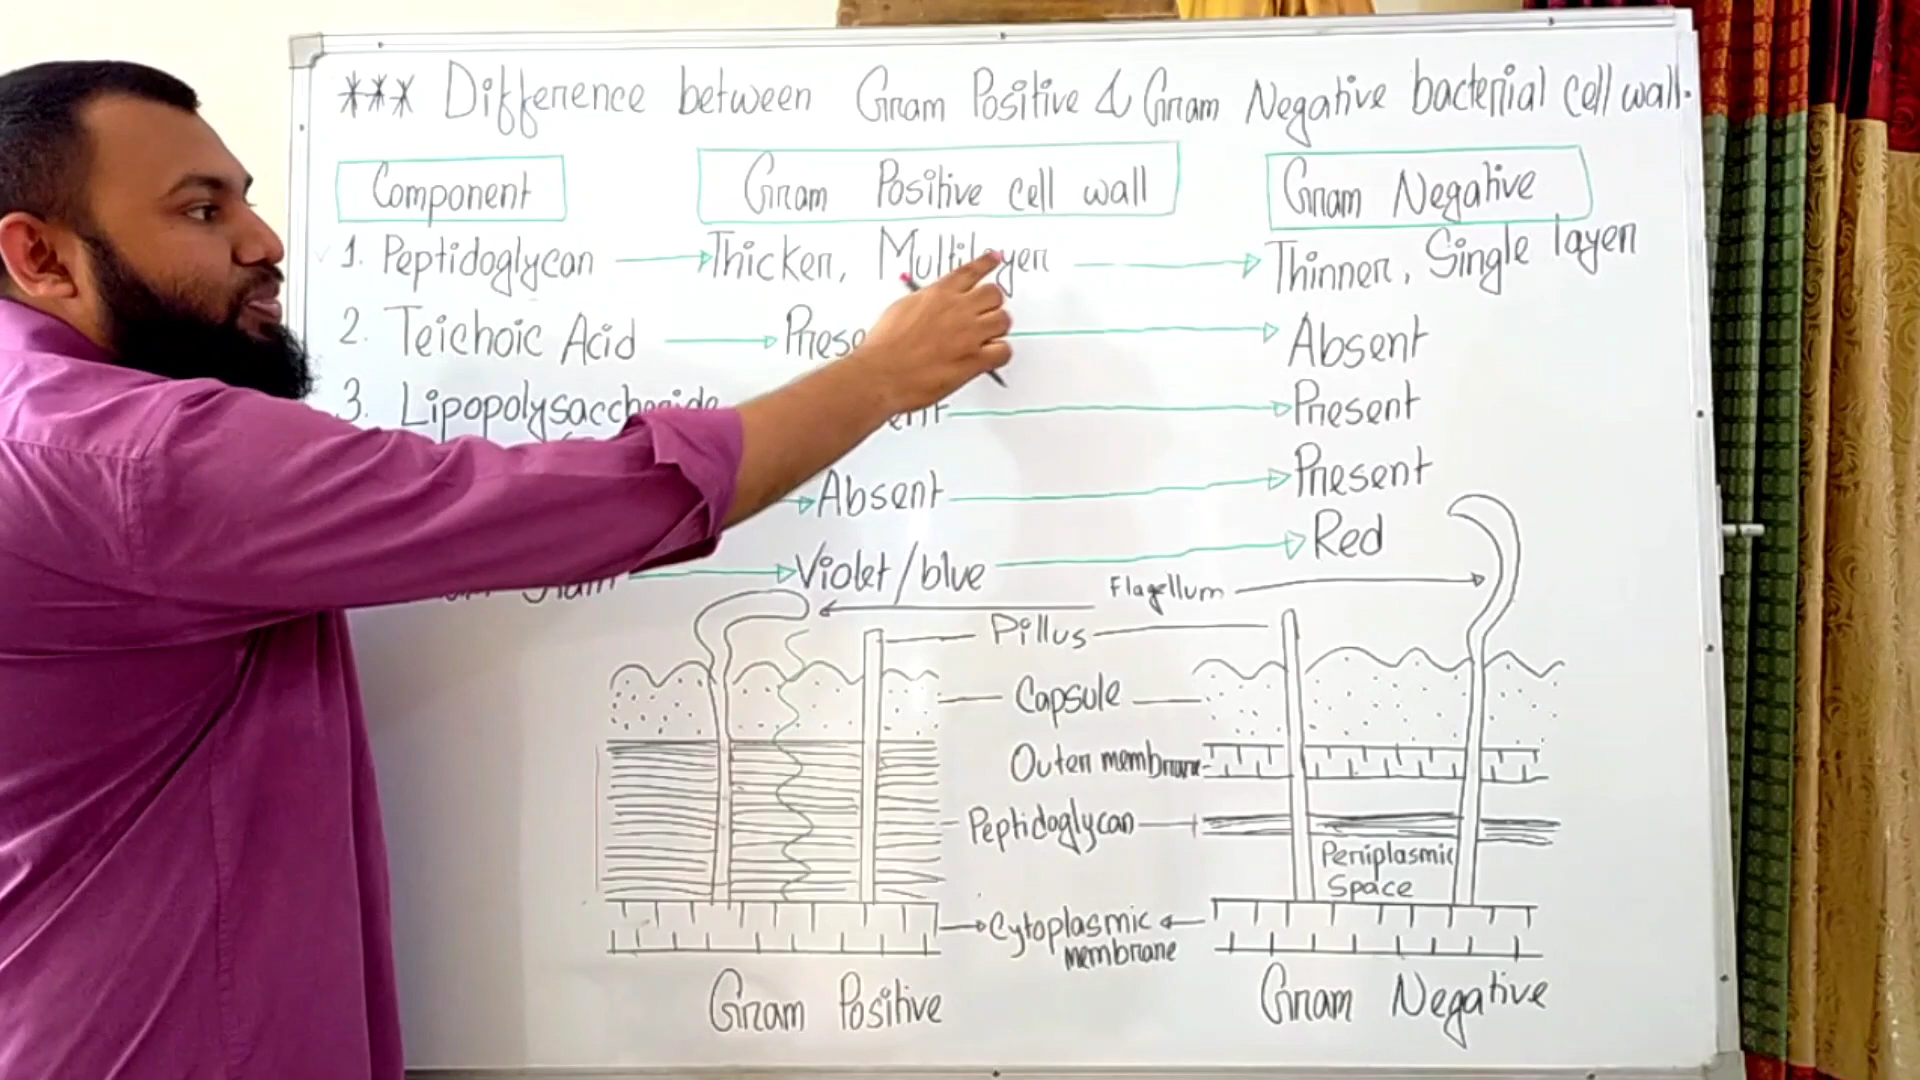 *** Difference between Gram Positive & Gram Negative bacterial cell wall.
Component Gram Positive cell wall Gram Negative
1. Peptidoglycan Thicker, Multilayer Thinner, Single layer
2. Teichoic Acid Absent
3. Lipopolysaccharide Present
Absent Present
Violet/blue Red
Flagellum
Pillus
Capsule
Outer membrane
Peptidoglycan
Periplasmic
Space
Cytoplasmic
membrane
Gram Positive Gram Negative